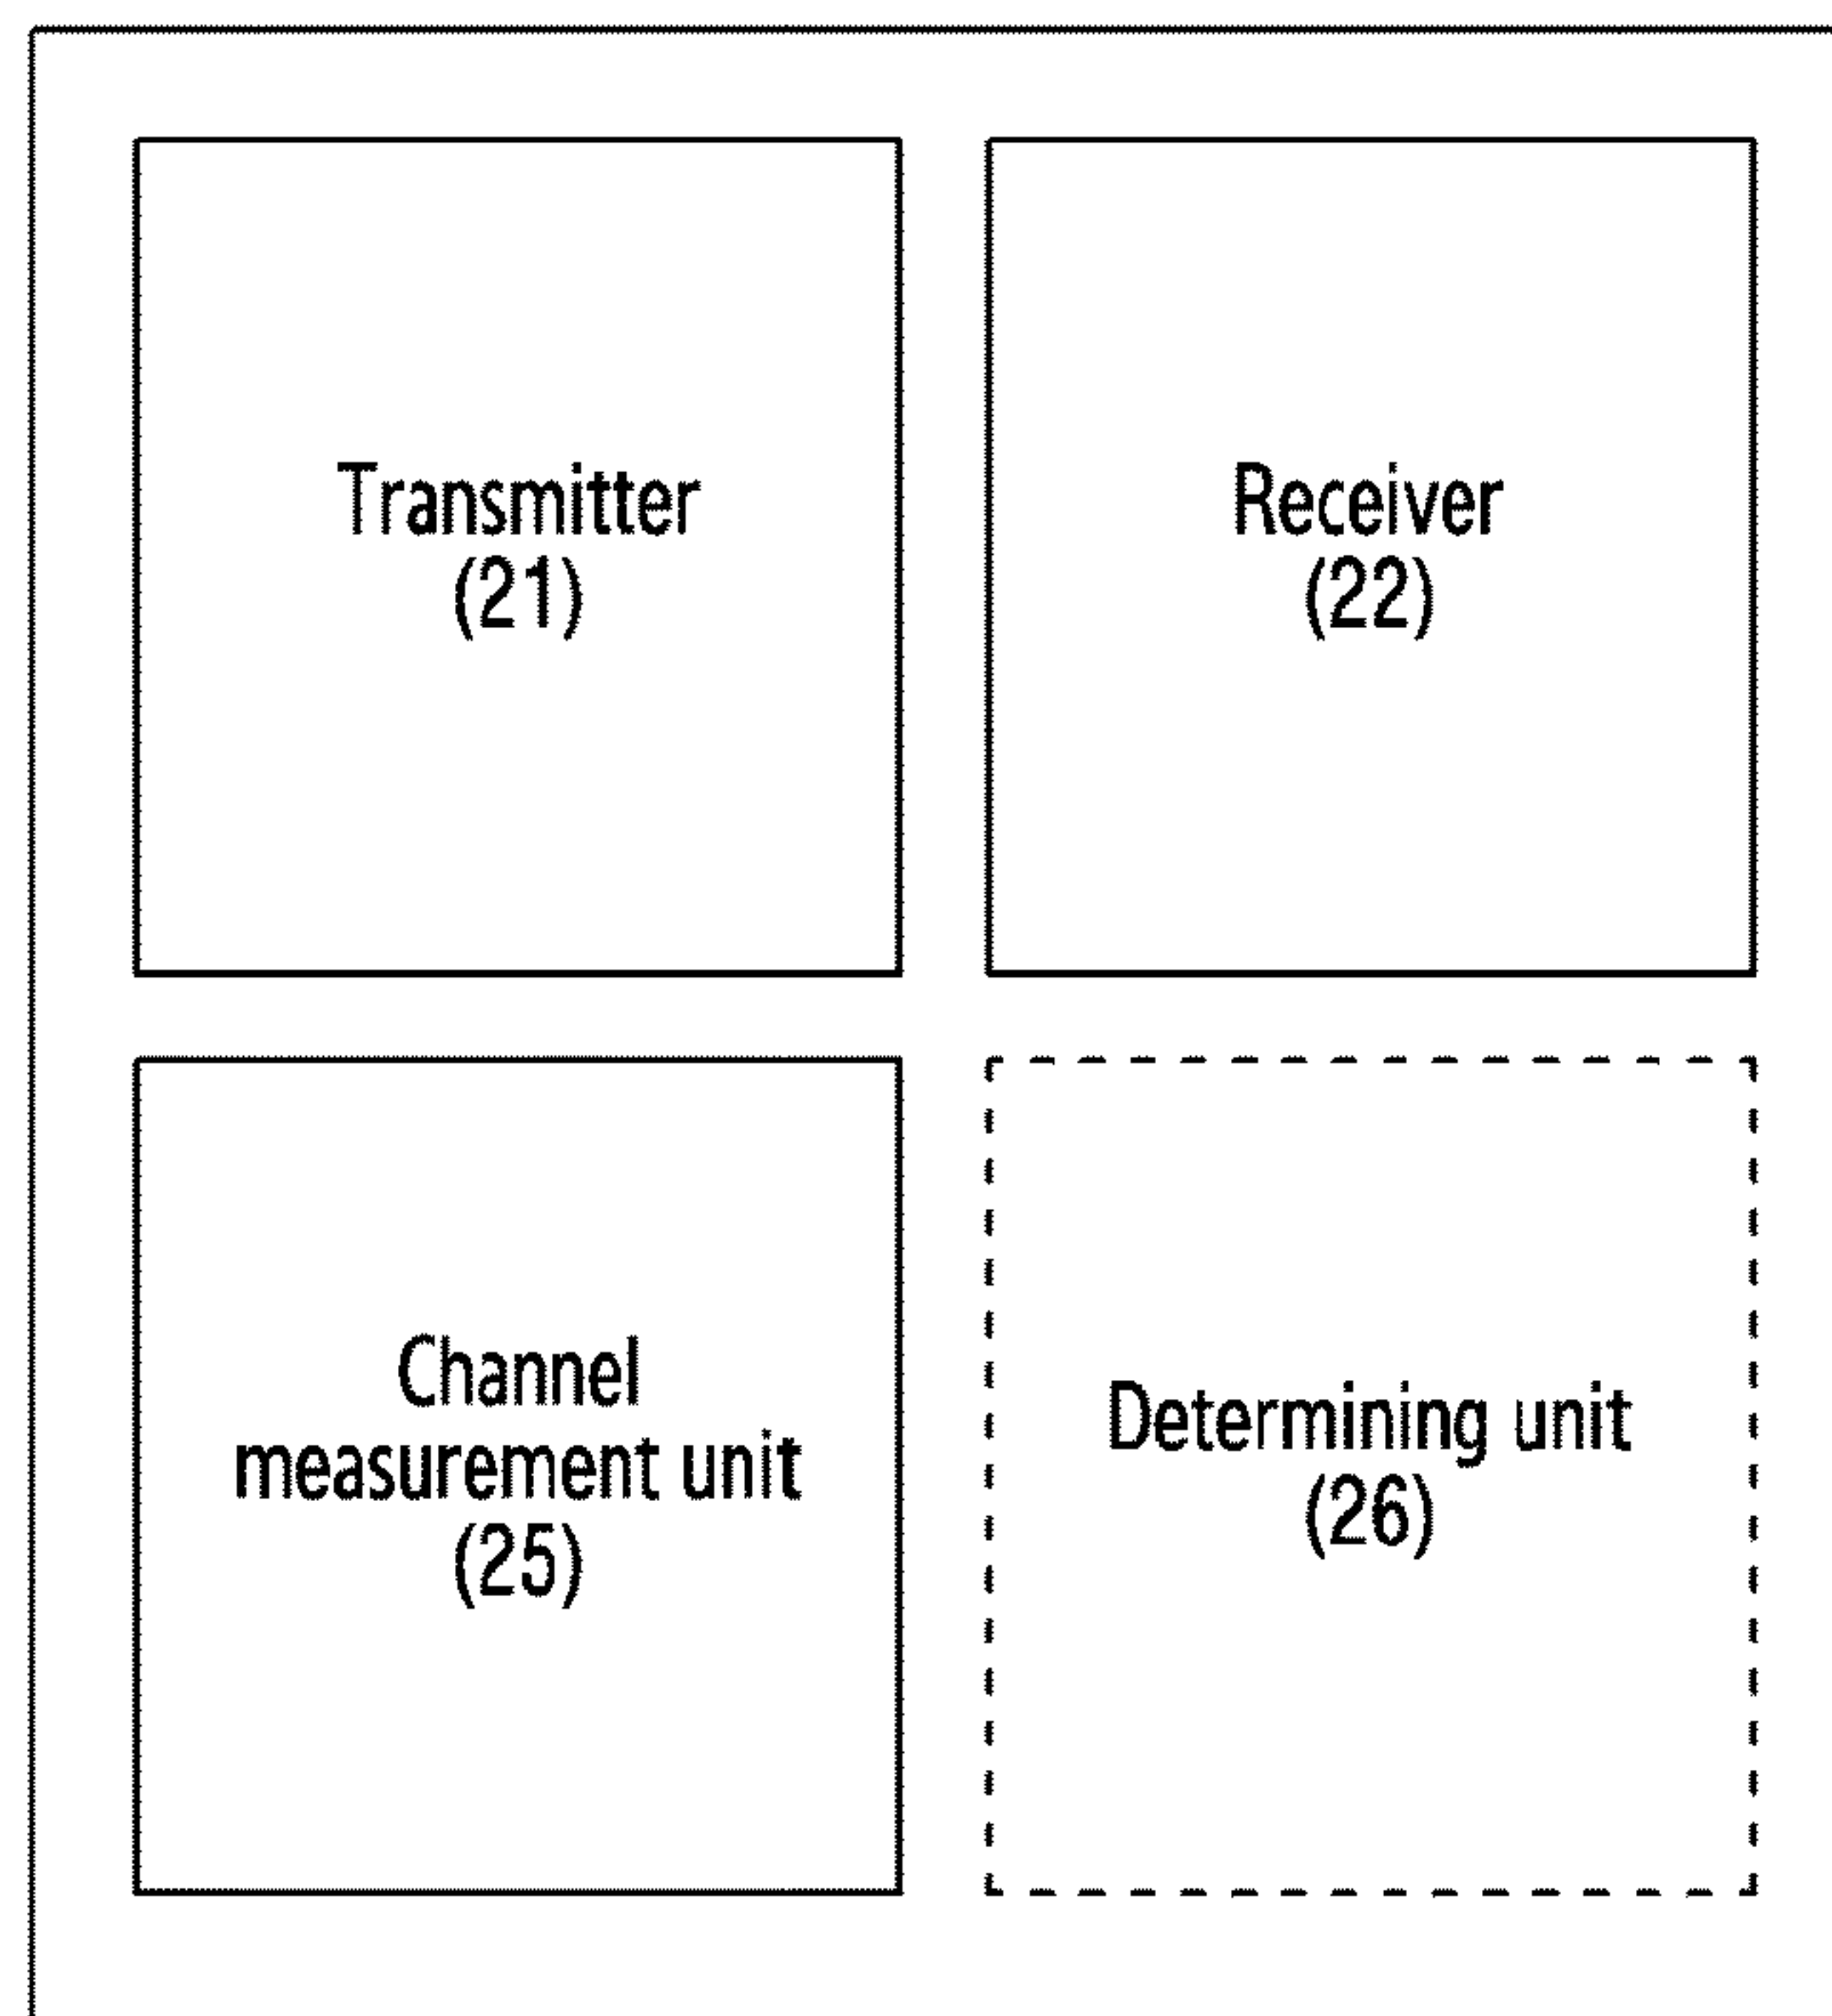 Transmitter
(21)
Receiver
(22)
Channel
measurement unit
(25)
Determining unit
(26)